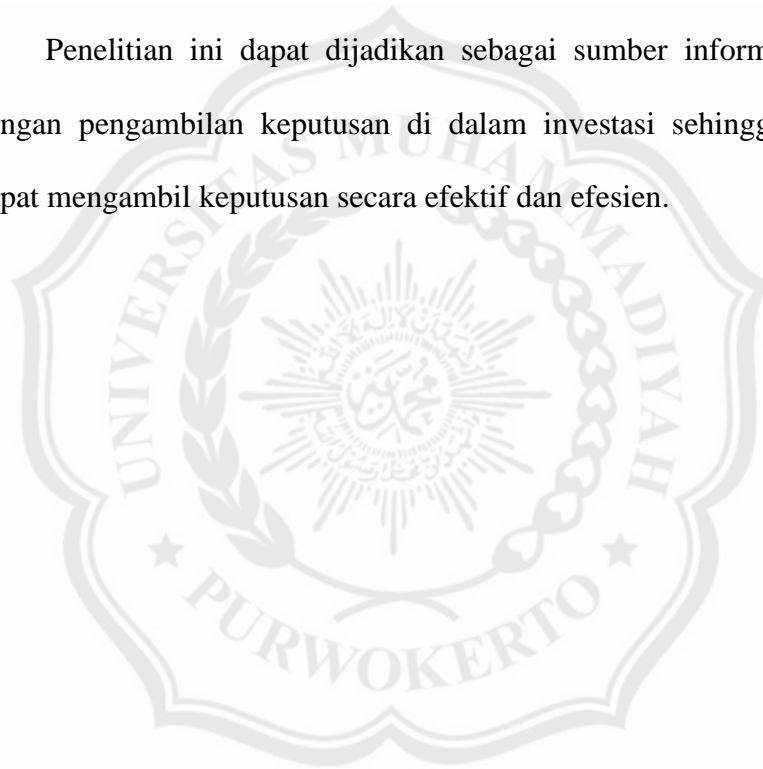 Penelitian ini dapat dijadikan sebagai sumber inform
ngan pengambilan keputusan di dalam investasi sehingg
pat mengambil keputusan secara efektif dan efesien.
UNIVERSITAS MUHAMMADIYAH
PURWOKERTO